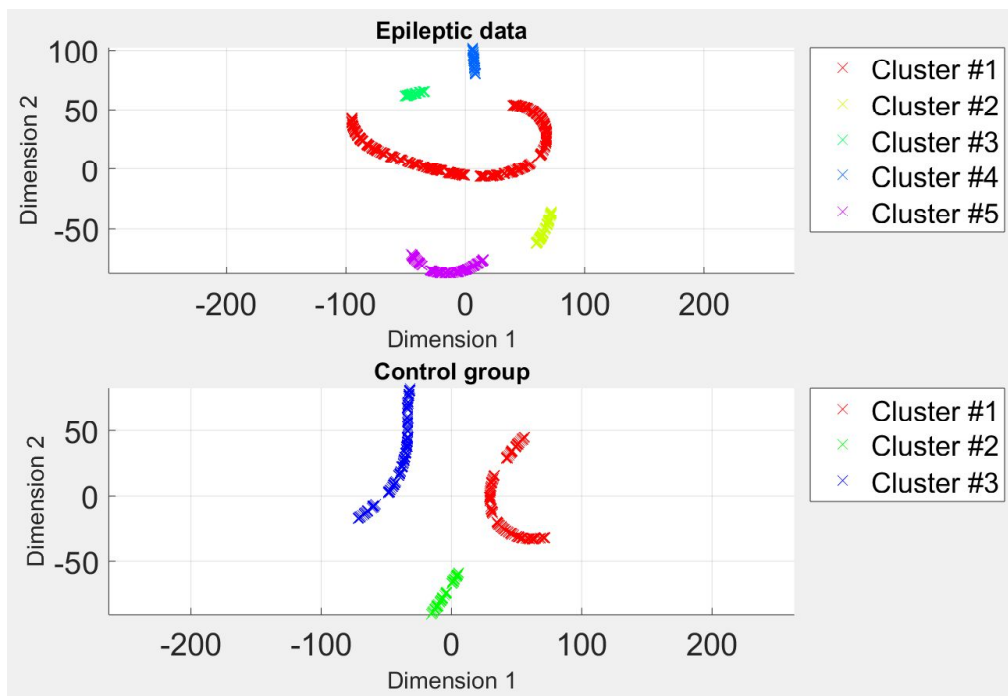 Epileptic data
100
50
0
-50
Dimension 2
-200 -100 0 100 200
Dimension 1
Cluster #1
Cluster #2
Cluster #3
Cluster #4
Cluster #5
Control group
50
0
-50
Dimension 2
-200 -100 0 100 200
Dimension 1
Cluster #1
Cluster #2
Cluster #3